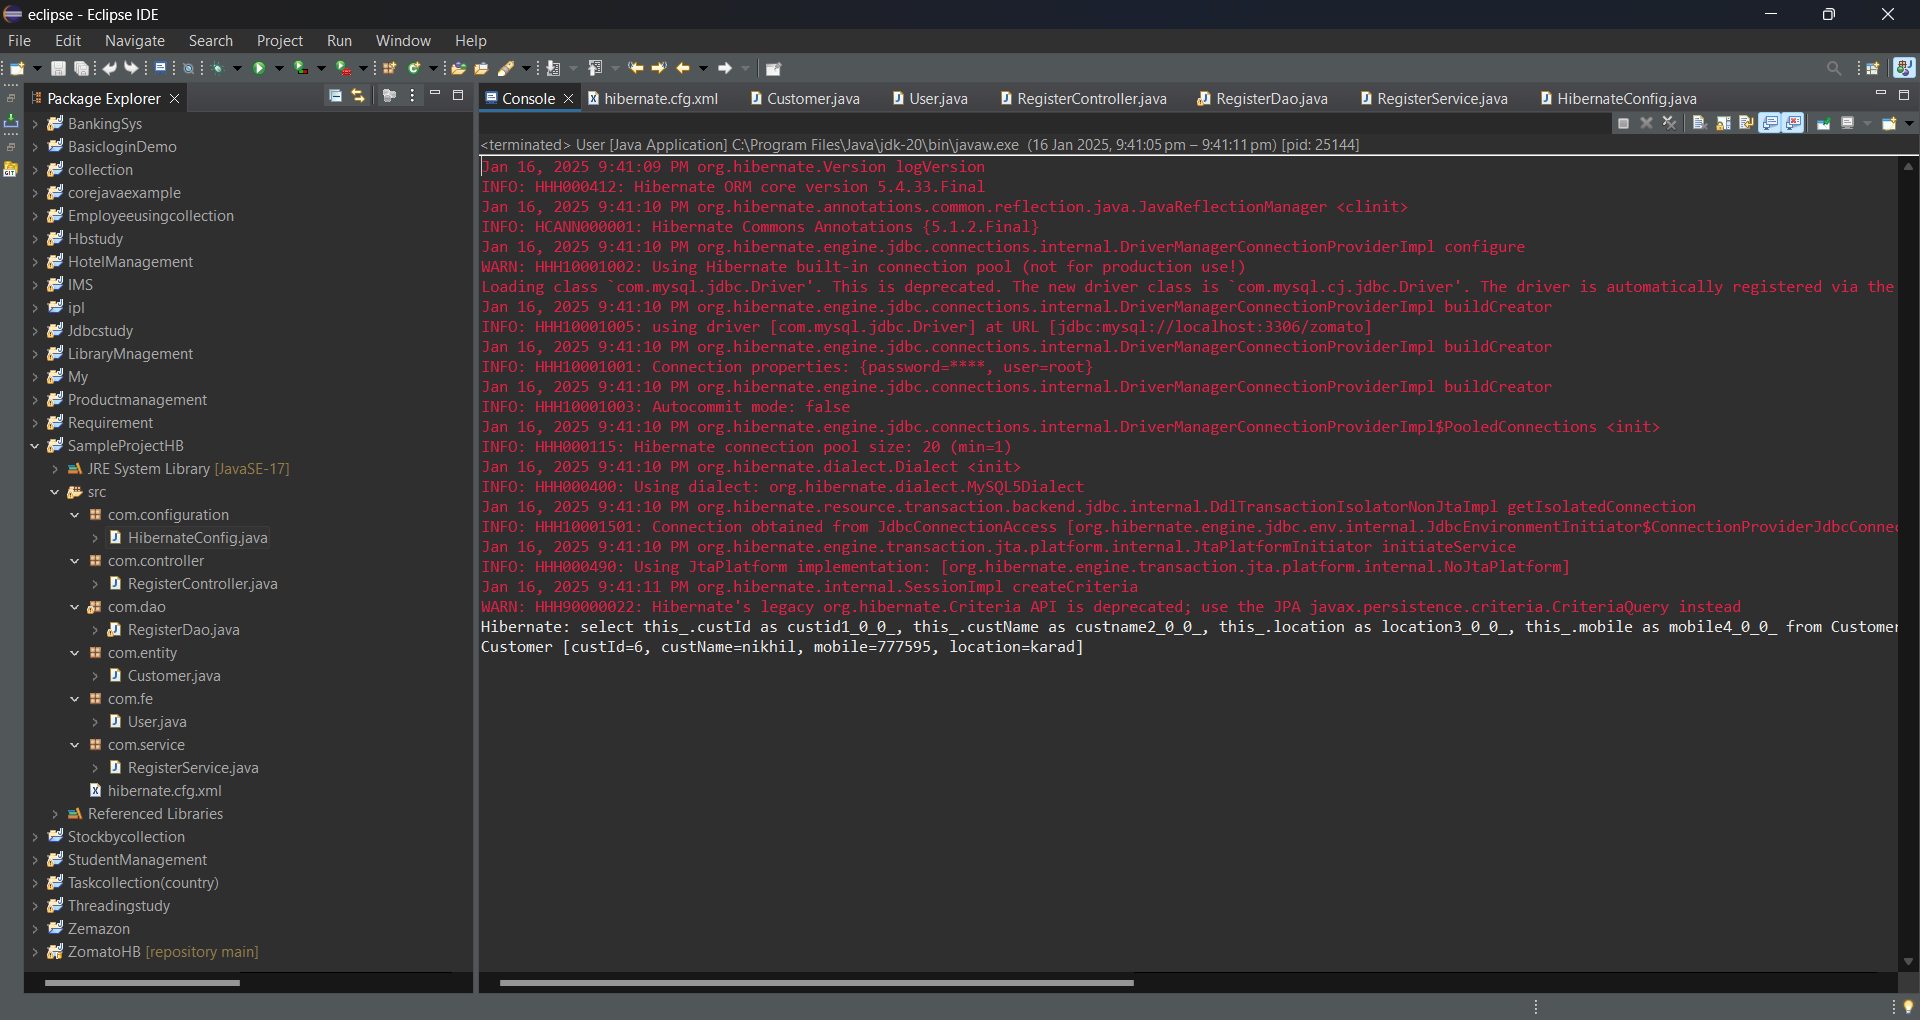 eclipse - Eclipse IDE
File Edit Navigate Search Project Run Window Help
Package Explorer
BankingSys
BasicloginDemo
collection
corejavaexample
Employeeusingcollection
Hbstudy
HotelManagement
IMS
ipl
Jdbcstudy
LibraryMnagement
My
Productmanagement
Requirement
SampleProjectHB
JRE System Library [JavaSE-17]
src
com.configuration
HibernateConfig.java
com.controller
RegisterController.java
com.dao
RegisterDao.java
com.entity
Customer.java
com.fe
User.java
com.service
RegisterService.java
hibernate.cfg.xml
Referenced Libraries
Stockbycollection
StudentManagement
Taskcollection(country)
Threadingstudy
Zemazon
ZomatoHB [repository main]
Console hibernate.cfg.xml Customer.java User.java RegisterController.java RegisterDao.java RegisterService.java HibernateConfig.java
<terminated> User [Java Application] C:\Program Files\Java\jdk-20\bin\javaw.exe (16 Jan 2025, 9:41:05 pm – 9:41:11 pm) [pid: 25144]
Jan 16, 2025 9:41:09 PM org.hibernate.Version logVersion
INFO: HHH000412: Hibernate ORM core version 5.4.33.Final
Jan 16, 2025 9:41:10 PM org.hibernate.annotations.common.reflection.java.JavaReflectionManager <clinit>
INFO: HCANN000001: Hibernate Commons Annotations {5.1.2.Final}
Jan 16, 2025 9:41:10 PM org.hibernate.engine.jdbc.connections.internal.DriverManagerConnectionProviderImpl configure
WARN: HHH10001002: Using Hibernate built-in connection pool (not for production use!)
Loading class `com.mysql.jdbc.Driver'. This is deprecated. The new driver class is `com.mysql.cj.jdbc.Driver'. The driver is automatically registered via the
Jan 16, 2025 9:41:10 PM org.hibernate.engine.jdbc.connections.internal.DriverManagerConnectionProviderImpl buildCreator
INFO: HHH10001005: using driver [com.mysql.jdbc.Driver] at URL [jdbc:mysql://localhost:3306/zomato]
Jan 16, 2025 9:41:10 PM org.hibernate.engine.jdbc.connections.internal.DriverManagerConnectionProviderImpl buildCreator
INFO: HHH10001001: Connection properties: {password=****, user=root}
Jan 16, 2025 9:41:10 PM org.hibernate.engine.jdbc.connections.internal.DriverManagerConnectionProviderImpl buildCreator
INFO: HHH10001003: Autocommit mode: false
Jan 16, 2025 9:41:10 PM org.hibernate.engine.jdbc.connections.internal.DriverManagerConnectionProviderImpl$PooledConnections <init>
INFO: HHH000115: Hibernate connection pool size: 20 (min=1)
Jan 16, 2025 9:41:10 PM org.hibernate.dialect.Dialect <init>
INFO: HHH000400: Using dialect: org.hibernate.dialect.MySQL5Dialect
Jan 16, 2025 9:41:10 PM org.hibernate.resource.transaction.backend.jdbc.internal.DdlTransactionIsolatorNonJtaImpl getIsolatedConnection
INFO: HHH10001501: Connection obtained from JdbcConnectionAccess [org.hibernate.engine.jdbc.env.internal.JdbcEnvironmentInitiator$ConnectionProviderJdbcConnec
Jan 16, 2025 9:41:10 PM org.hibernate.engine.transaction.jta.platform.internal.JtaPlatformInitiator initiateService
INFO: HHH000490: Using JtaPlatform implementation: [org.hibernate.engine.transaction.jta.platform.internal.NoJtaPlatform]
Jan 16, 2025 9:41:11 PM org.hibernate.internal.SessionImpl createCriteria
WARN: HHH90000022: Hibernate's legacy org.hibernate.Criteria API is deprecated; use the JPA javax.persistence.criteria.CriteriaQuery instead
Hibernate: select this_.custId as custid1_0_0_, this_.custName as custname2_0_0_, this_.location as location3_0_0_, this_.mobile as mobile4_0_0_ from Customer
Customer [custId=6, custName=nikhil, mobile=777595, location=karad]